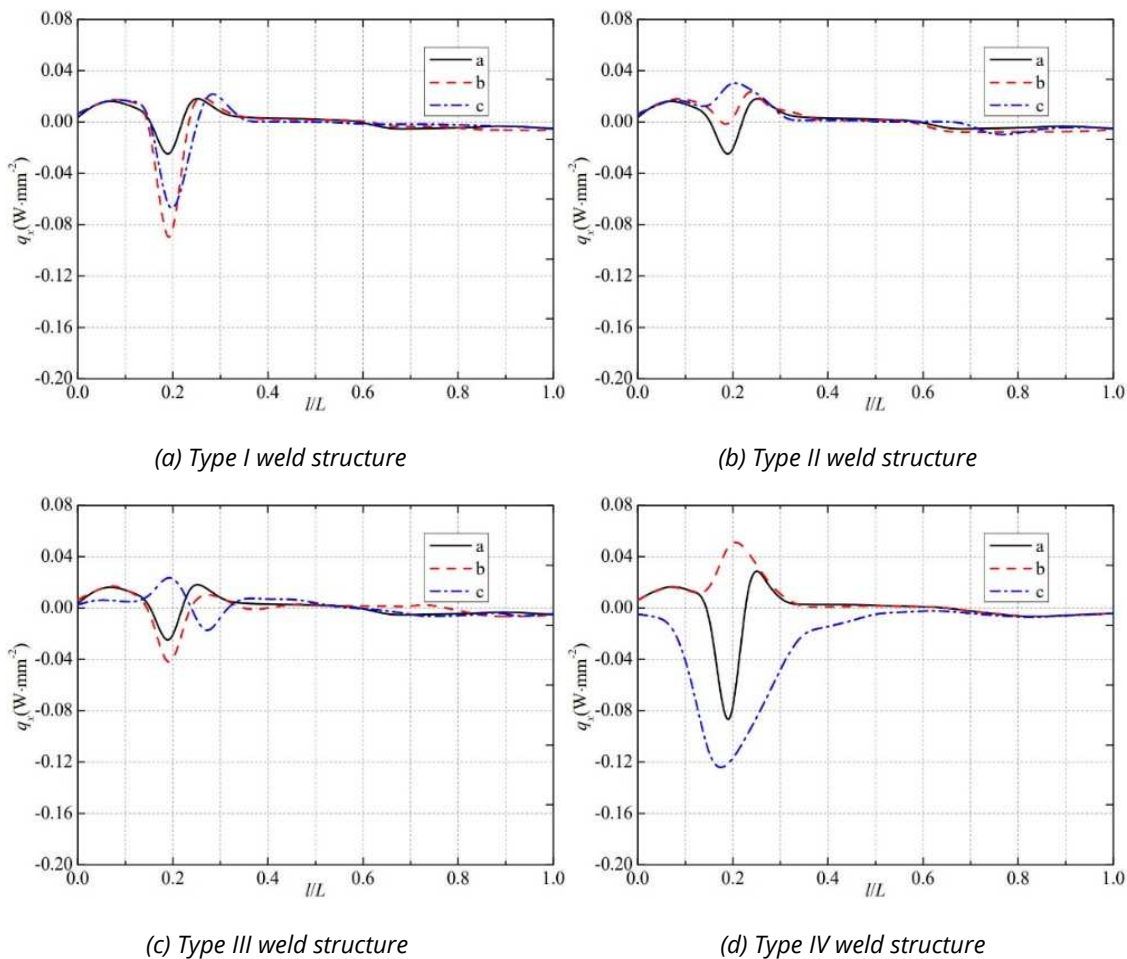 0.08
0.04
0.00
-0.04
-0.08
-0.12
-0.16
-0.20
qx(W·mm-2)
a
b
c
0.0 0.2 0.4 0.6 0.8 1.0
l/L
(a) Type I weld structure
0.08
0.04
0.00
-0.04
-0.08
-0.12
-0.16
-0.20
qx(W·mm-2)
a
b
c
0.0 0.2 0.4 0.6 0.8 1.0
l/L
(b) Type II weld structure
0.08
0.04
0.00
-0.04
-0.08
-0.12
-0.16
-0.20
qx(W·mm-2)
a
b
c
0.0 0.2 0.4 0.6 0.8 1.0
l/L
(c) Type III weld structure
0.08
0.04
0.00
-0.04
-0.08
-0.12
-0.16
-0.20
qx(W·mm-2)
a
b
c
0.0 0.2 0.4 0.6 0.8 1.0
l/L
(d) Type IV weld structure